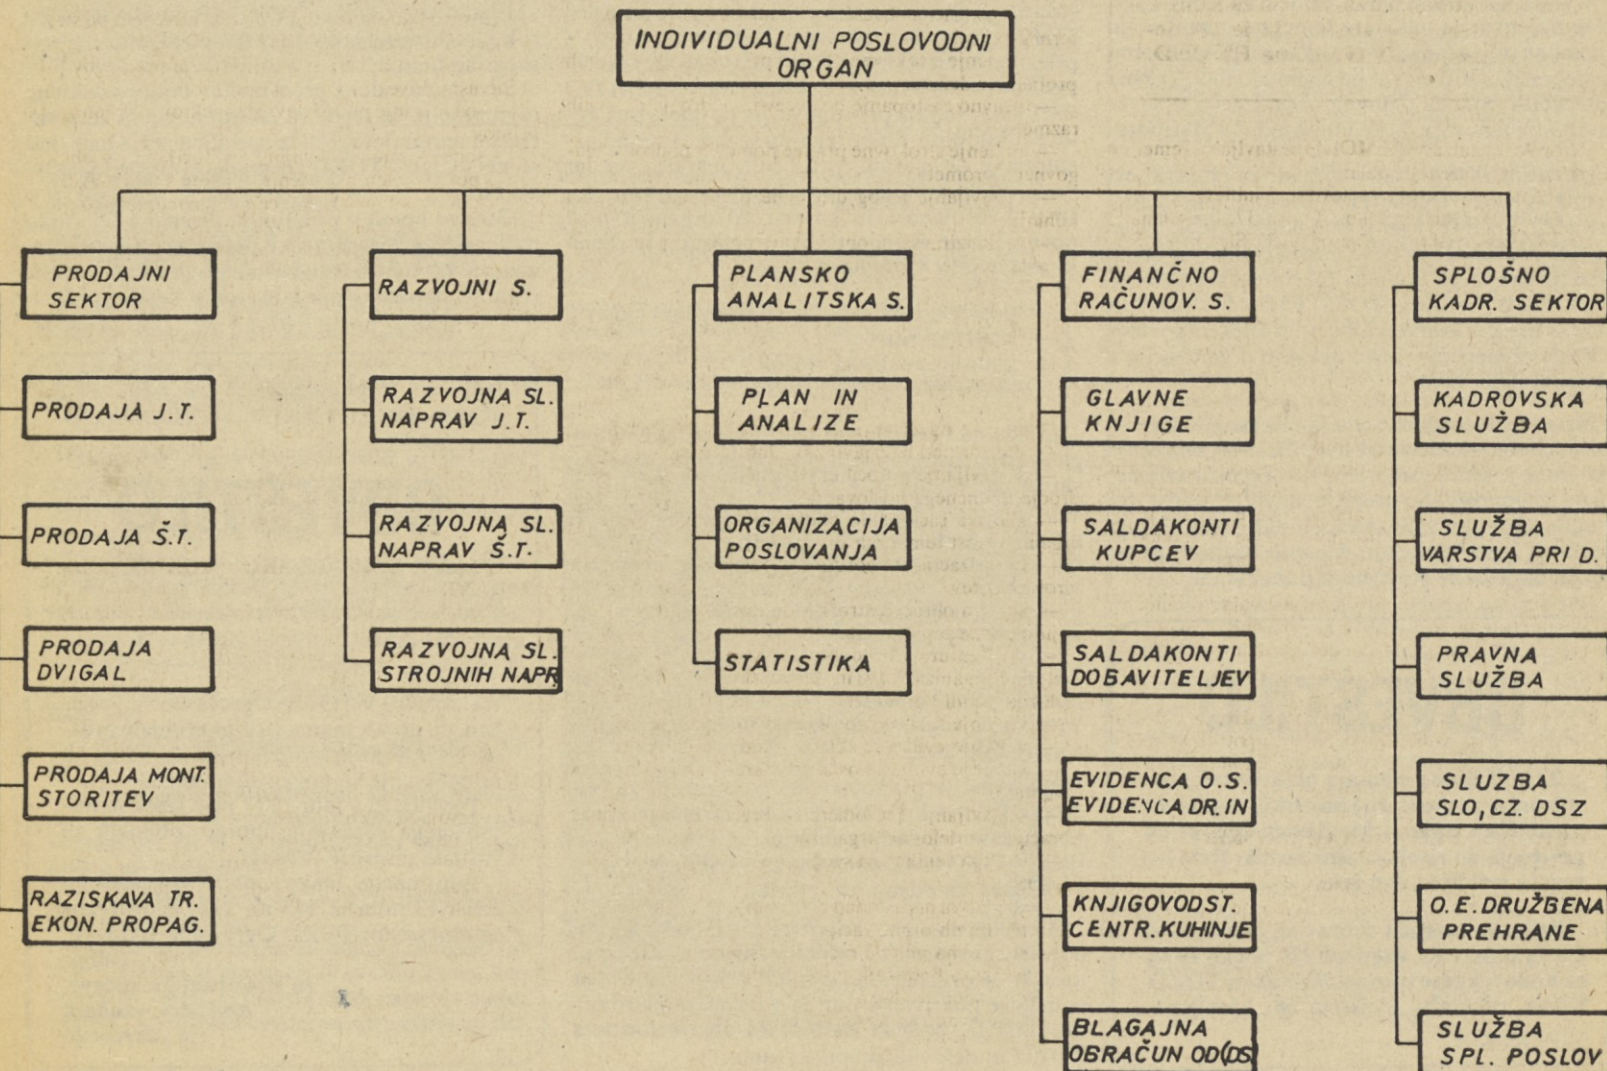 INDIVIDUALNI POSLOVODNI
ORGAN
PRODAJNI
SEKTOR
PRODAJA J.T.
PRODAJA Š.T.
PRODAJA
DVIGAL
PRODAJA MONT.
STORITEV
RAZISKAVA TR.
EKON. PROPAG.
RAZVOJNI S.
RAZVOJNA SL.
NAPRAV J.T.
RAZVOJNA SL.
NAPRAV Š.T.
RAZVOJNA SL.
STROJNIH NAPR.
PLANSKO
ANALITSKA S.
PLAN IN
ANALIZE
ORGANIZACIJA
POSLOVANJA
STATISTIKA
FINANČNO
RAČUNOV. S.
GLAVNE
KNJIGE
SALDAKONTI
KUPCEV
SALDAKONTI
DOBAVITELJEV
EVIDENCA O.S.
EVIDENCA DR. IN
KNJIGOVODST.
CENTR. KUHINJE
BLAGAJNA
OBRAČUN OD(DS)
SPLOŠNO
KADR. SEKTOR
KADROVSKA
SLUŽBA
SLUŽBA
VARSTVA PRI D.
PRAVNA
SLUŽBA
SLUZBA
SLO, CZ. DSZ
O.E. DRUŽBENA
PREHRANE
SLUŽBA
SPL. POSLOV